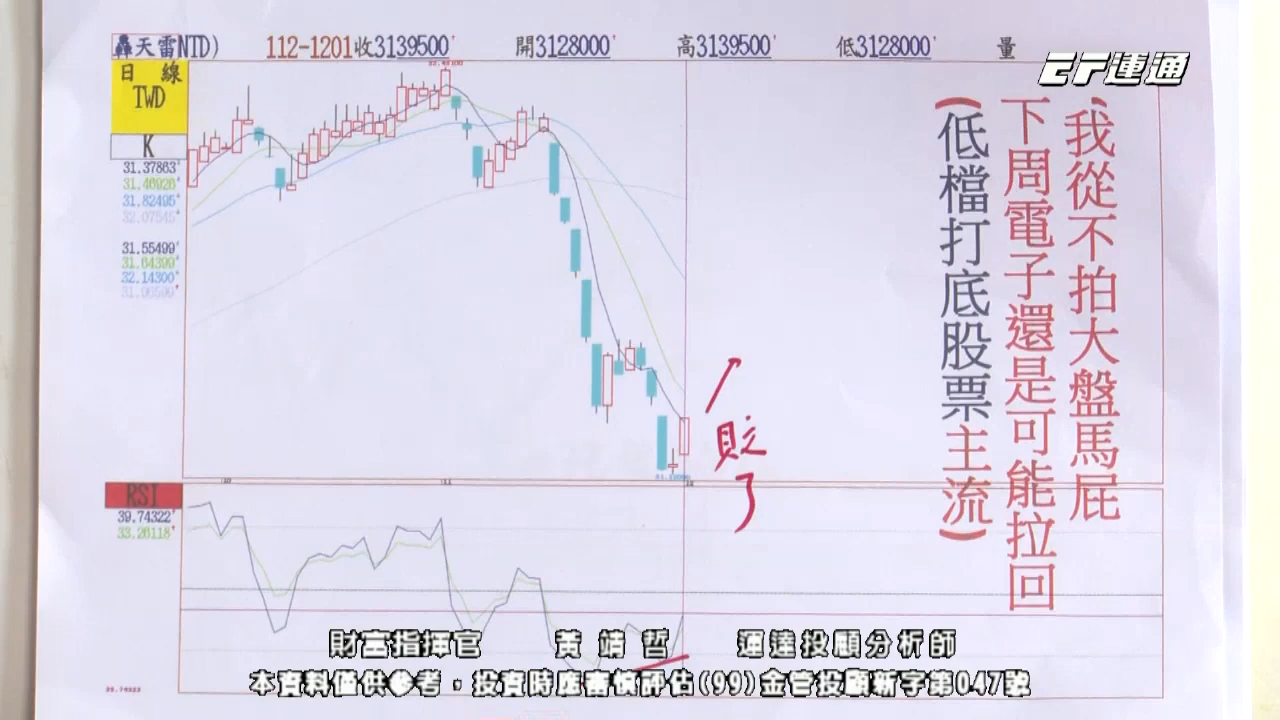 轟天雷NTD) 112-1201收3139500' 開3128000' 高3139500' 低3128000' 量
EFT運通
日 線
TWD
K
31.37863'
31.46926'
31.82495'
32.07545'
31.55499'
31.64399'
32.14300'
31.96599'
我從不拍大盤馬屁
下周電子還是可能拉回
(低檔打底股票主流)
貶了
10
11
12
RSI
39.74322'
33.26118'
財富指揮官 黃靖哲 運達投顧分析師
本資料僅供參考，投資時應審慎評估(99)金管投顧新字第047號